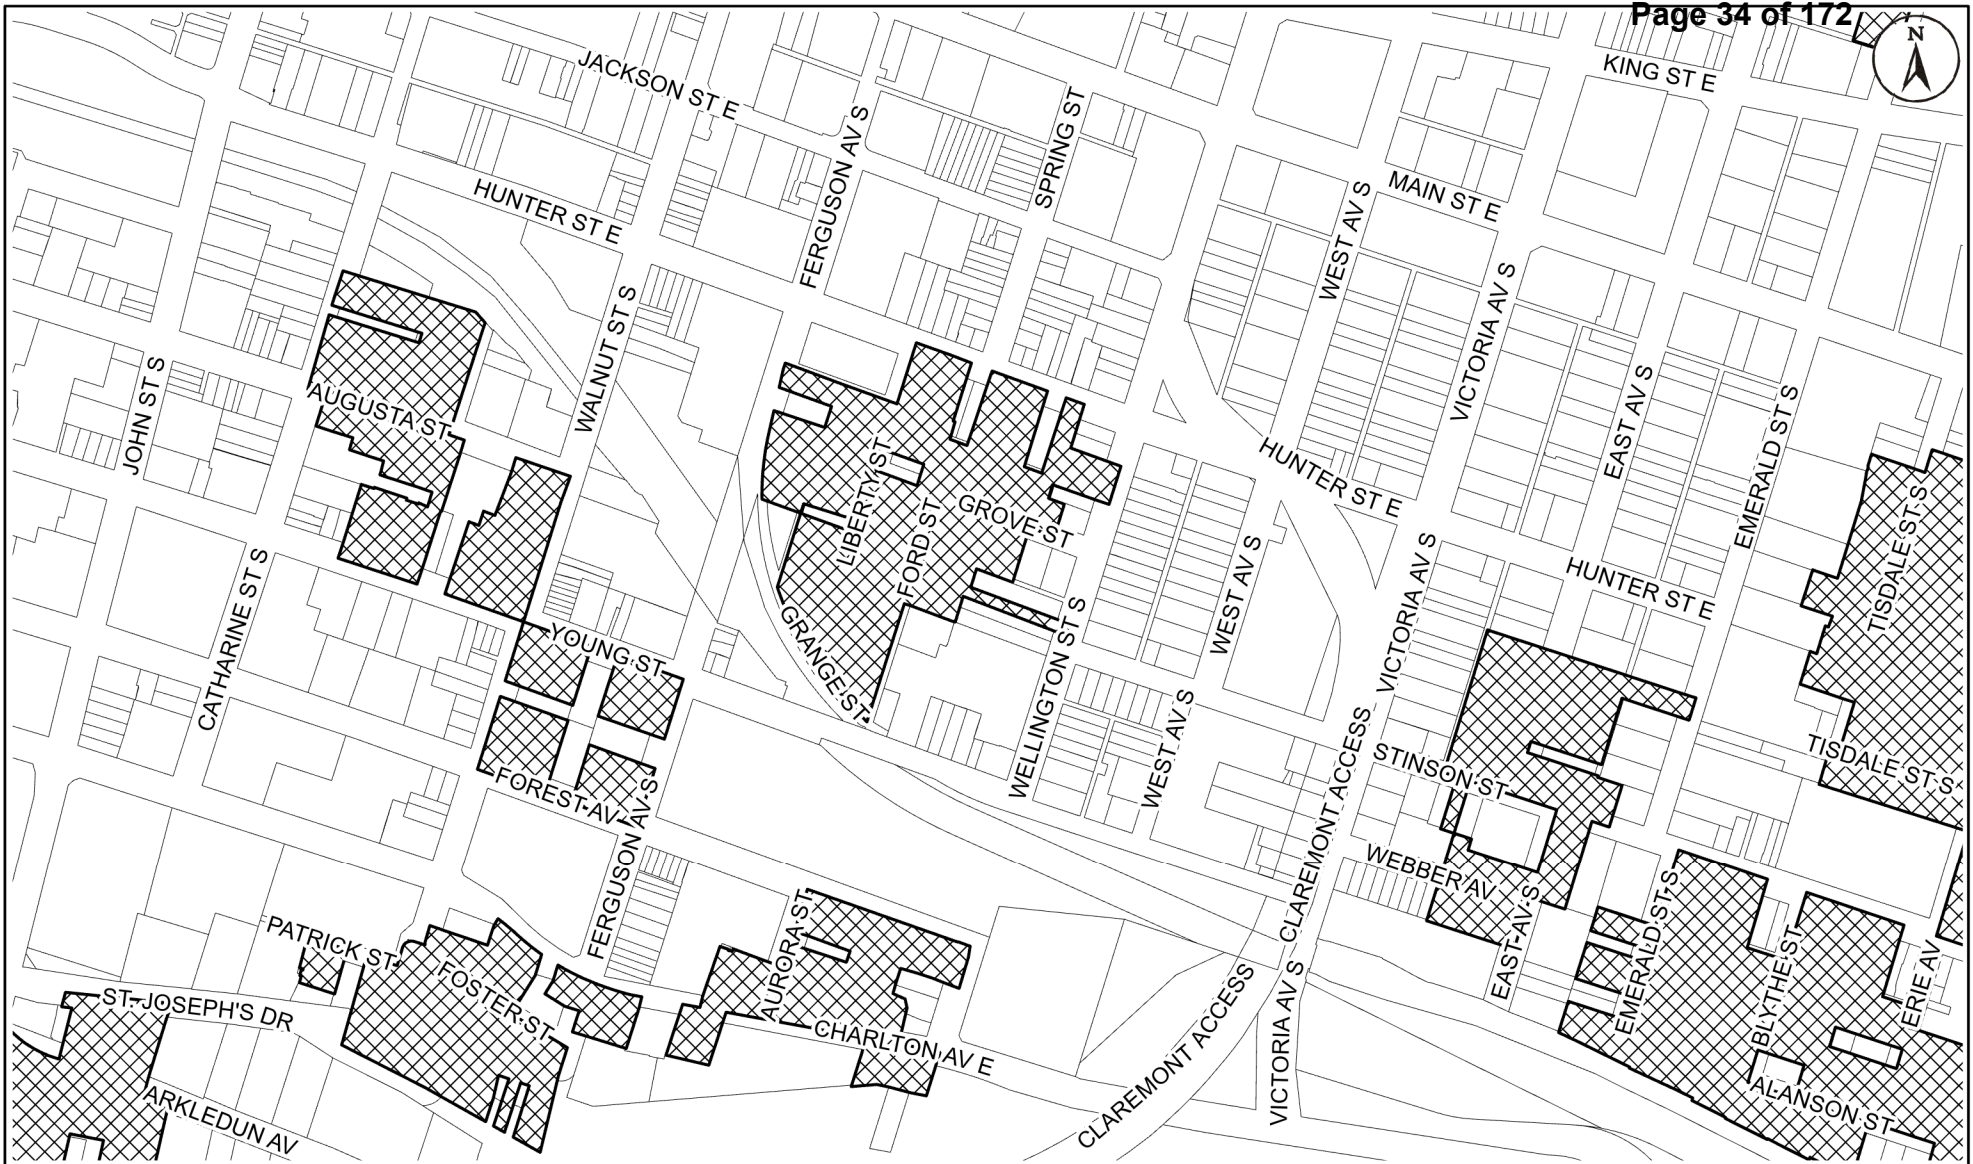 Page 34 of 172
N
KING ST E
JACKSON ST E
FERGUSON AV S
SPRING ST
MAIN ST E
HUNTER ST E
WEST AV S
VICTORIA AV S
WALNUT ST S
JOHN ST S
AUGUSTA ST
EAST AV S
EMERALD ST S
LIBERTY ST
HUNTER ST E
FORD ST
GROVE ST
TISDALE ST S
CATHARINE ST S
WEST AV S
VICTORIA AV S
HUNTER ST E
GRANGE ST
YOUNG ST
WELLINGTON ST S
WEST AV S
STINSON ST
TISDALE ST S
FOREST AV
FERGUSON AV S
CLAREMONT ACCESS
WEBBER AV
EAST AV S
EMERALD ST S
BLYTHE ST
ERIE AV
PATRICK ST
FOSTER ST
AURORA ST
ST. JOSEPH'S DR
CHARLTON AV E
CLAREMONT ACCESS
VICTORIA AV S
ARKLEDUN AV
ALANSON ST